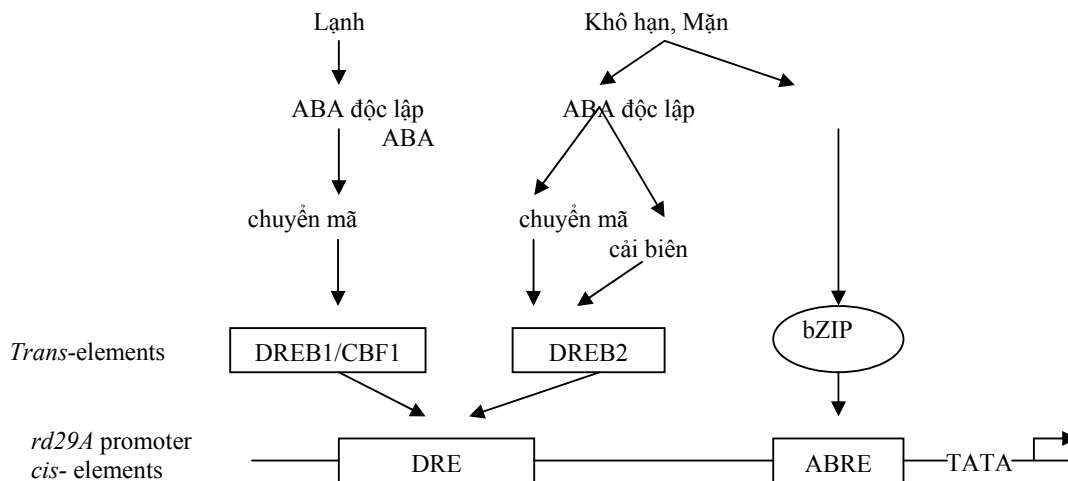 Lạnh
Khô hạn, Mặn
ABA độc lập
ABA độc lập
ABA
chuyển mã
chuyển mã
cải biên
bZIP
Trans-elements
DREB1/CBF1
DREB2
rd29A promoter
cis- elements
DRE
ABRE
TATA